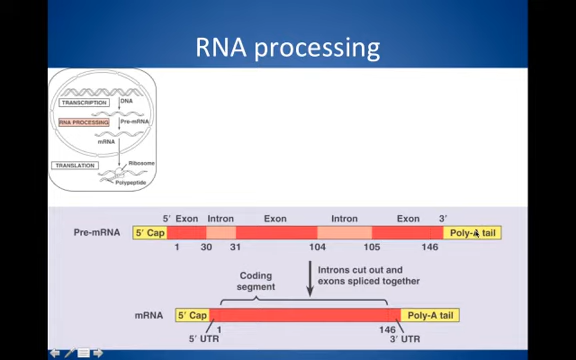 RNA processing
TRANSCRIPTION
DNA
RNA PROCESSING
Pre-mRNA
mRNA
Ribosome
TRANSLATION
Polypeptide
5′ Exon Intron Exon Intron Exon 3′
Pre-mRNA 5′ Cap Poly-A tail
1 30 31 104 105 146
Coding
segment
Introns cut out and
exons spliced together
mRNA 5′ Cap Poly-A tail
1 146
5′ UTR 3′ UTR